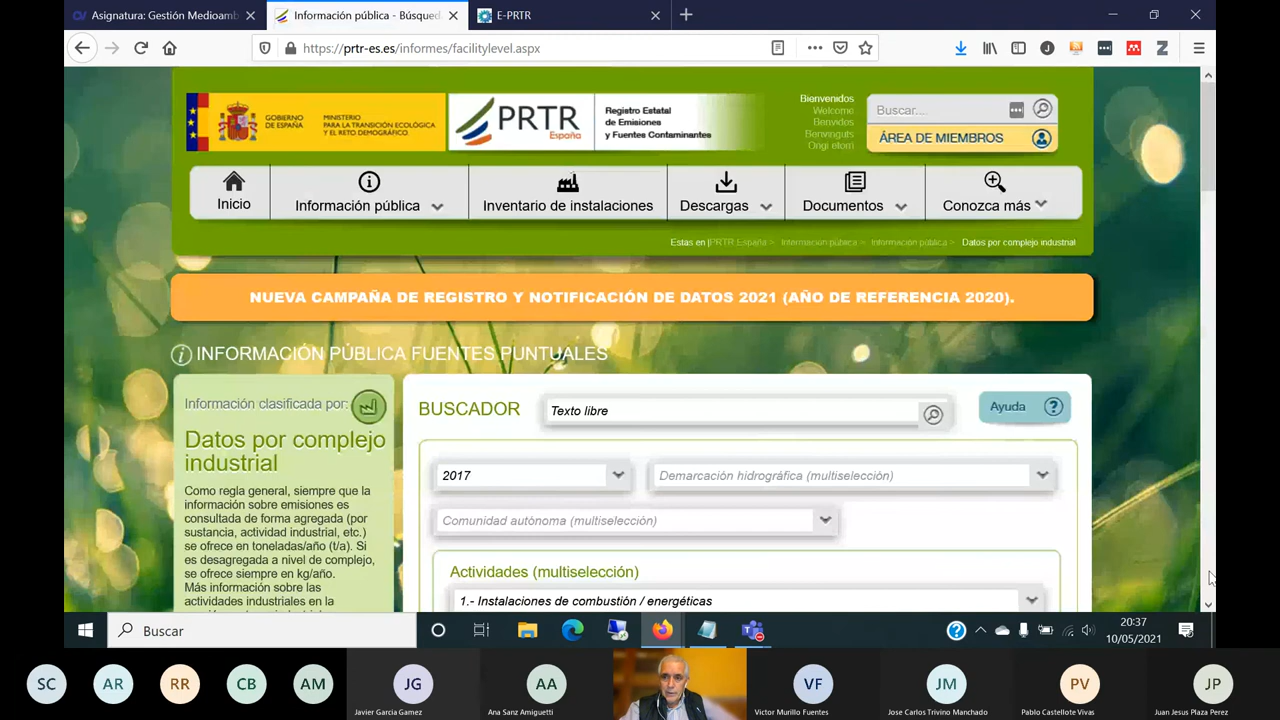 Asignatura: Gestión Medioamb
Información pública - Búsqued
E-PRTR
https://prtr-es.es/informes/facilitylevel.aspx
GOBIERNO
DE ESPAÑA
MINISTERIO
PARA LA TRANSICIÓN ECOLÓGICA
Y EL RETO DEMOGRÁFICO
PRTR
España
Registro Estatal
de Emisiones
y Fuentes Contaminantes
Bienvenidos
Welcome
Benvidos
Benvinguts
Ongi etorri
Buscar....
ÁREA DE MIEMBROS
Inicio
Información pública
Inventario de instalaciones
Descargas
Documentos
Conozca más
Estas en |PRTR España > Información pública > Información pública > Datos por complejo industrial
NUEVA CAMPAÑA DE REGISTRO Y NOTIFICACIÓN DE DATOS 2021 (AÑO DE REFERENCIA 2020).
INFORMACIÓN PÚBLICA FUENTES PUNTUALES
Información clasificada por:
Datos por complejo
industrial
Como regla general, siempre que la
información sobre emisiones es
consultada de forma agregada (por
sustancia, actividad industrial, etc.)
se ofrece en toneladas/año (t/a). Si
es desagregada a nivel de complejo,
se ofrece siempre en kg/año.
Más información sobre las
actividades industriales en la
BUSCADOR
Texto libre
Ayuda
2017
Demarcación hidrográfica (multiselección)
Comunidad autónoma (multiselección)
Actividades (multiselección)
1.- Instalaciones de combustión / energéticas
Buscar
20:37
10/05/2021
SC
AR
RR
CB
AM
JG
Javier Garcia Gamez
AA
Ana Sanz Amiguetti
VF
Victor Murillo Fuentes
JM
Jose Carlos Trivino Manchado
PV
Pablo Castellote Vivas
JP
Juan Jesus Plaza Perez